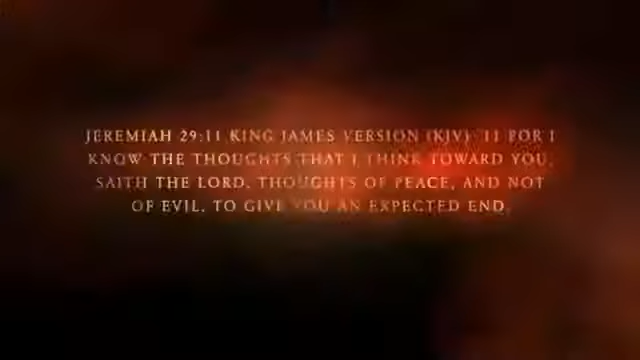 JEREMIAH 29:11 KING JAMES VERSION (KJV) 11 FOR I
KNOW THE THOUGHTS THAT I THINK TOWARD YOU,
SAITH THE LORD, THOUGHTS OF PEACE, AND NOT
OF EVIL, TO GIVE YOU AN EXPECTED END.